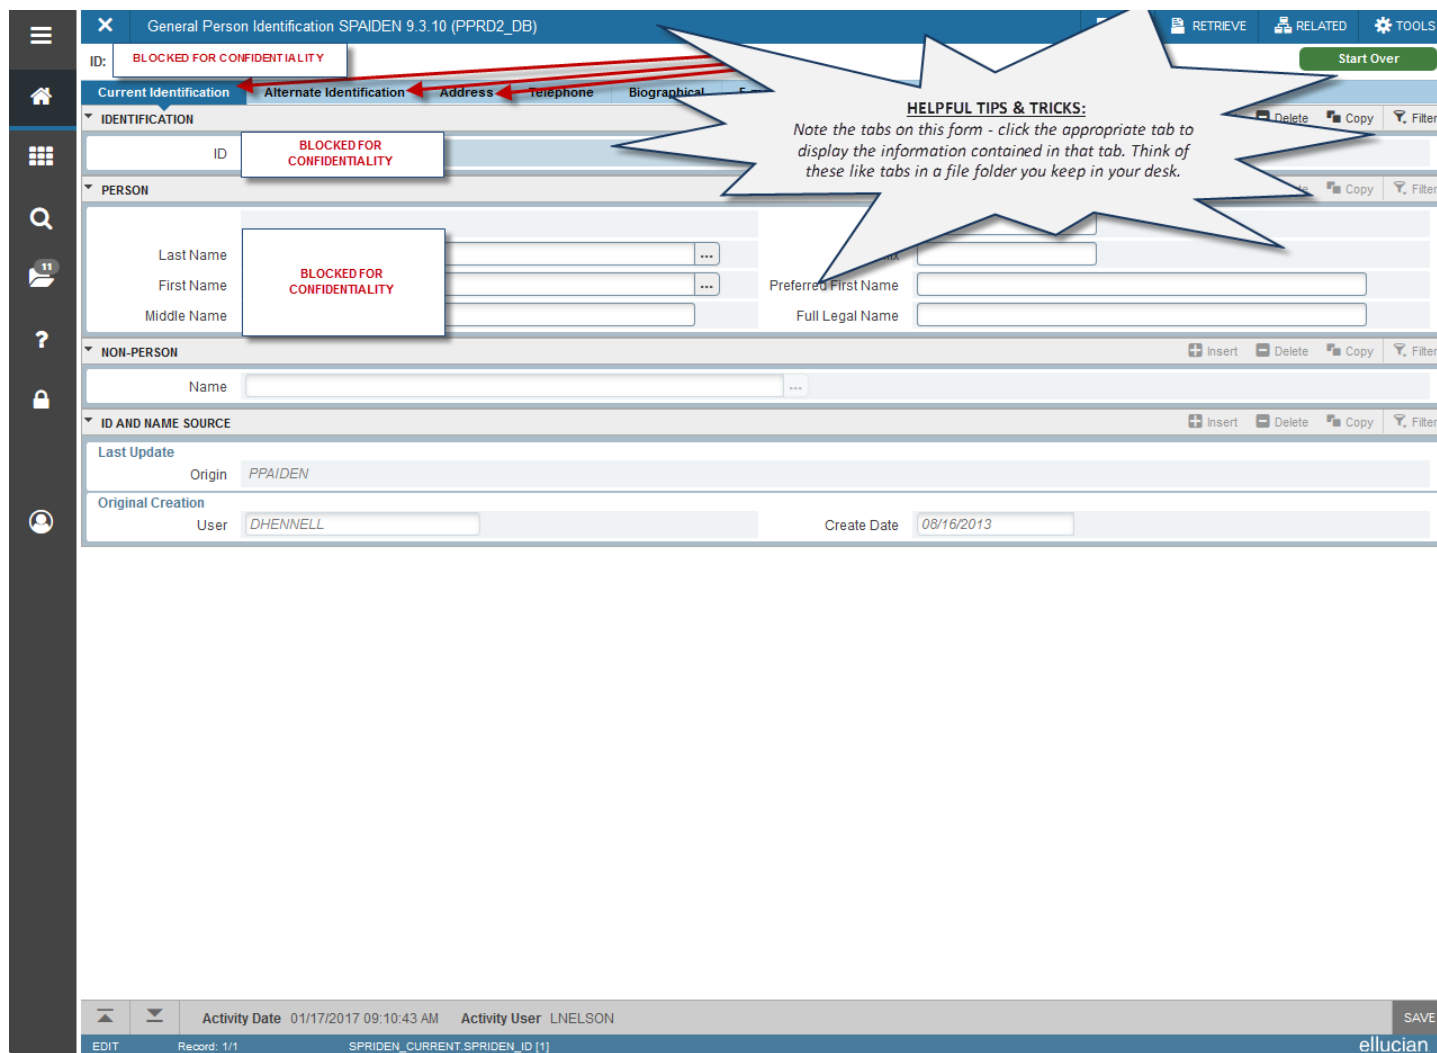 General Person Identification SPAIDEN 9.3.10 (PPRD2_DB)
RETRIEVE RELATED TOOLS
ID: BLOCKED FOR CONFIDENTIALITY
Start Over
Current Identification Alternate Identification Address Telephone Biographical
HELPFUL TIPS & TRICKS:
Note the tabs on this form - click the appropriate tab to
display the information contained in that tab. Think of
these like tabs in a file folder you keep in your desk.
IDENTIFICATION Delete Copy Filter
ID BLOCKED FOR
CONFIDENTIALITY
PERSON Copy Filter
Last Name ...
BLOCKED FOR
CONFIDENTIALITY
First Name ... Preferred First Name
Middle Name Full Legal Name
NON-PERSON Insert Delete Copy Filter
Name ...
ID AND NAME SOURCE Insert Delete Copy Filter
Last Update
Origin PPAIDEN
Original Creation
User DHENNELL Create Date 08/16/2013
11
?
Activity Date 01/17/2017 09:10:43 AM Activity User LNELSON SAVE
EDIT Record: 1/1 SPRIDEN_CURRENT.SPRIDEN_ID [1] ellucian